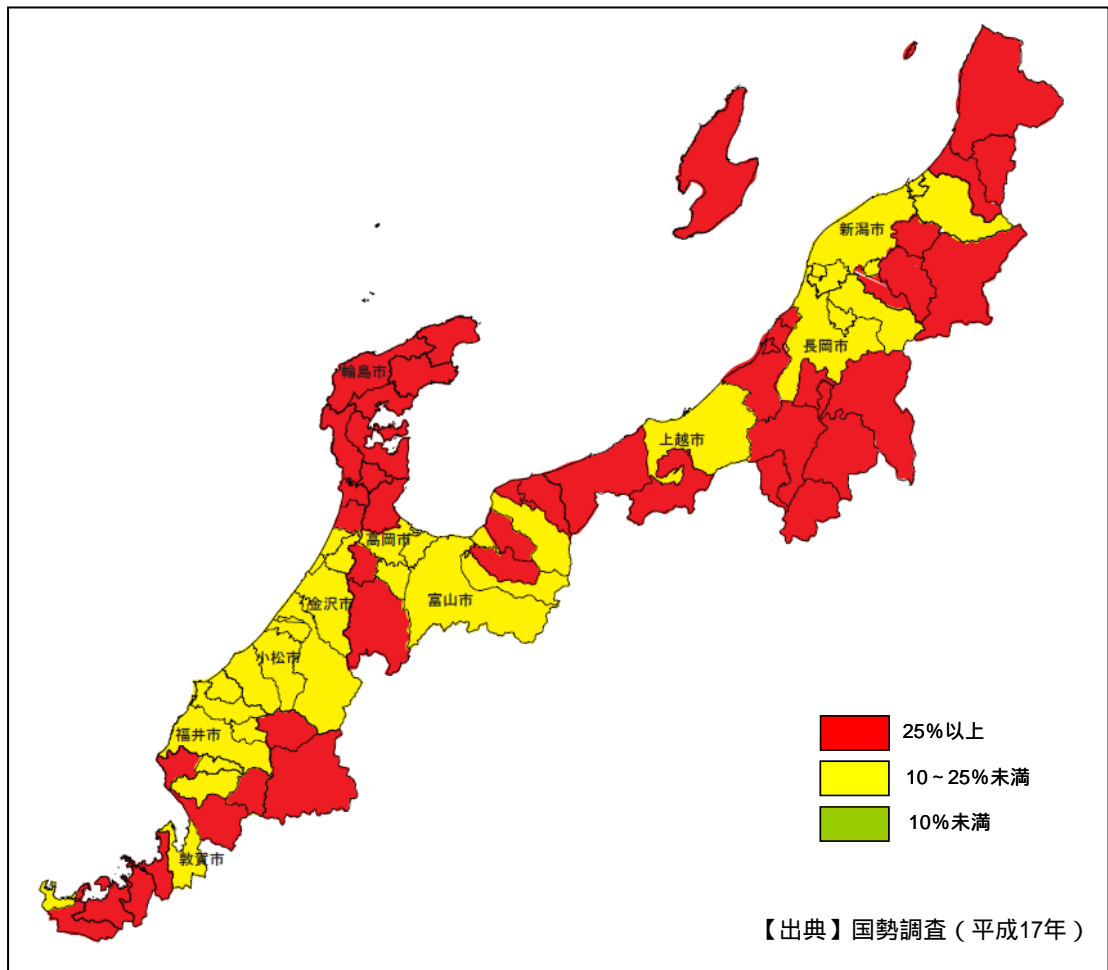 新潟市
長岡市
輪島市
上越市
高岡市
金沢市
富山市
小松市
福井市
敦賀市
25%以上
10~25%未満
10%未満
【出典】国勢調査(平成17年)